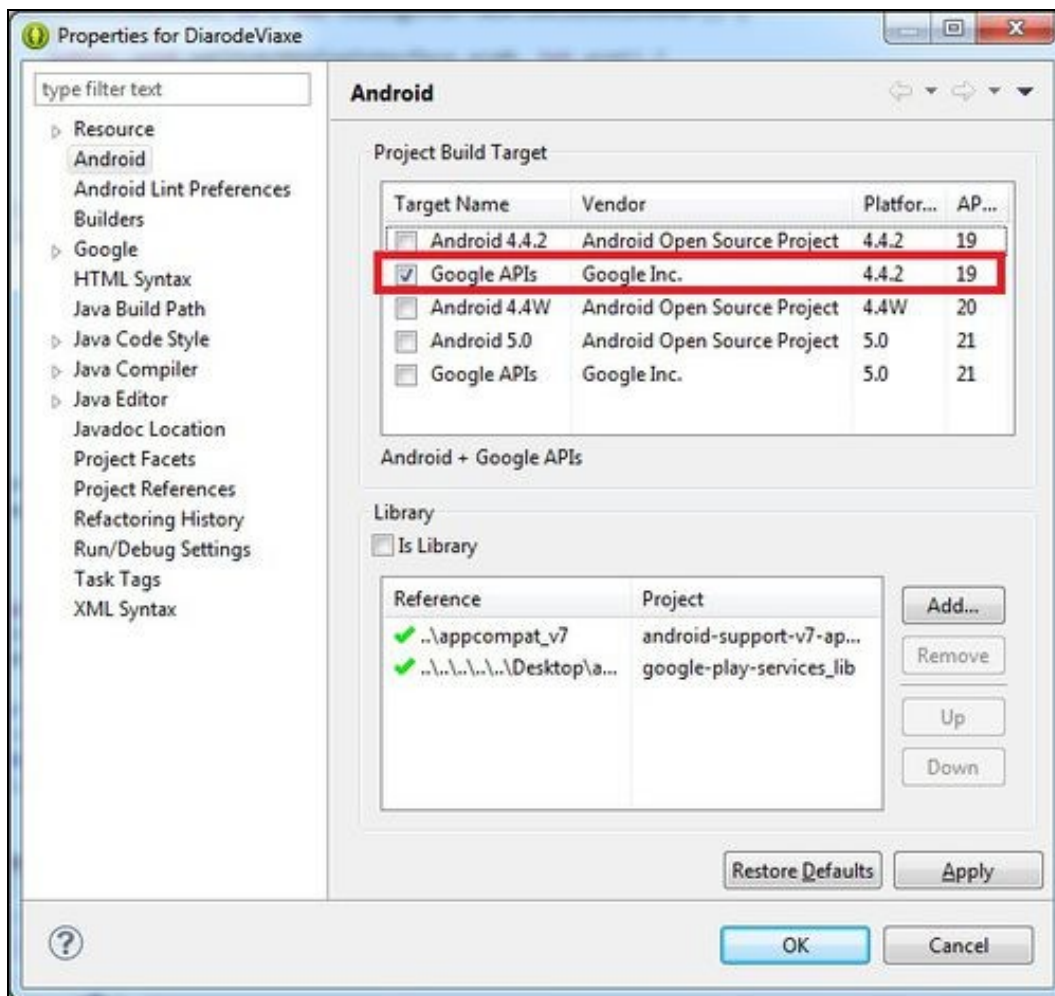 Properties for DiarodeViaxe
type filter text
Resource
Android
Android Lint Preferences
Builders
Google
HTML Syntax
Java Build Path
Java Code Style
Java Compiler
Java Editor
Javadoc Location
Project Facets
Project References
Refactoring History
Run/Debug Settings
Task Tags
XML Syntax
Android
Project Build Target
Target Name Vendor Platfor... AP...
Android 4.4.2 Android Open Source Project 4.4.2 19
Google APIs Google Inc. 4.4.2 19
Android 4.4W Android Open Source Project 4.4W 20
Android 5.0 Android Open Source Project 5.0 21
Google APIs Google Inc. 5.0 21
Android + Google APIs
Library
Is Library
Reference Project
..\appcompat_v7 android-support-v7-ap...
..\..\..\..\..\Desktop\a... google-play-services_lib
Add...
Remove
Up
Down
Restore Defaults Apply
OK Cancel